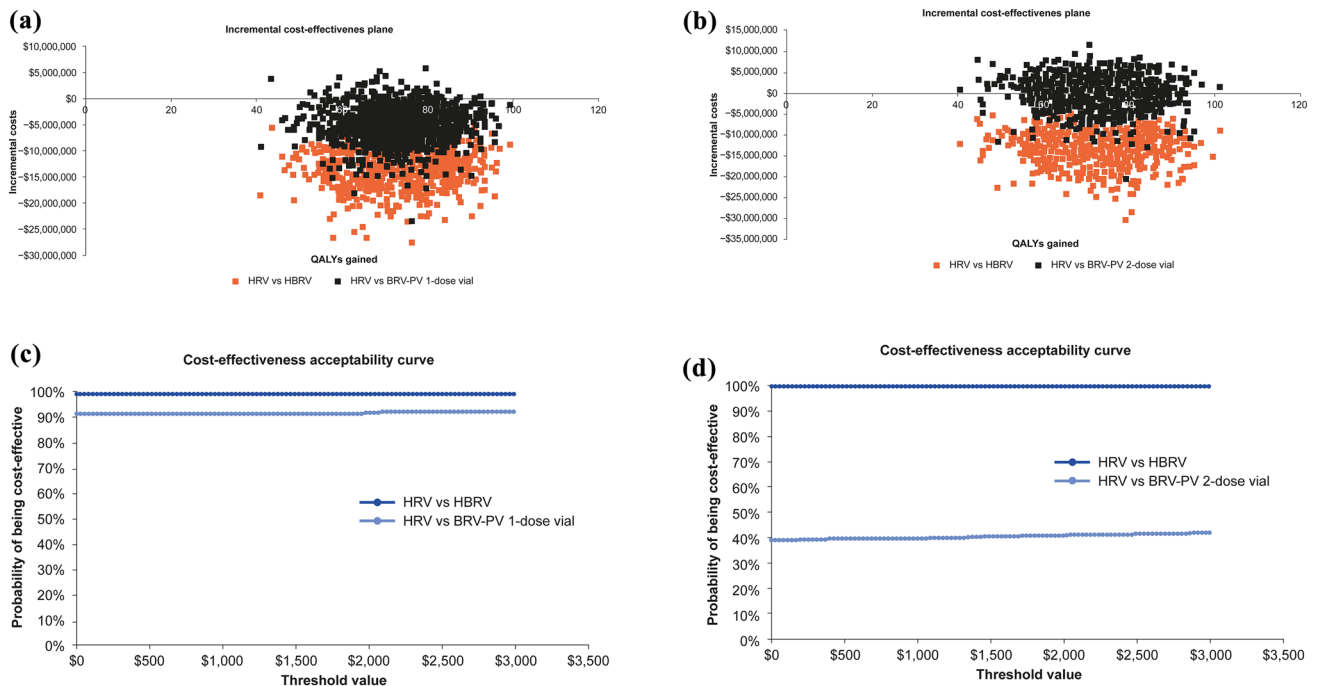 (a)
Incremental cost-effectivenes plane
$10,000,000
$5,000,000
$0
−$5,000,000
−$10,000,000
−$15,000,000
−$20,000,000
−$25,000,000
−$30,000,000
Incremental costs
0 20 40 60 80 100 120
QALYs gained
HRV vs HBRV HRV vs BRV-PV 1-dose vial
(b)
Incremental cost-effectivenes plane
$15,000,000
$10,000,000
$5,000,000
$0
−$5,000,000
−$10,000,000
−$15,000,000
−$20,000,000
−$25,000,000
−$30,000,000
−$35,000,000
Incremental costs
0 20 40 60 80 100 120
QALYs gained
HRV vs HBRV HRV vs BRV-PV 2-dose vial
(c)
Cost-effectiveness acceptability curve
100%
90%
80%
70%
60%
50%
40%
30%
20%
10%
0%
Probability of being cost-effective
HRV vs HBRV
HRV vs BRV-PV 1-dose vial
$0 $500 $1,000 $1,500 $2,000 $2,500 $3,000 $3,500
Threshold value
(d)
Cost-effectiveness acceptability curve
100%
90%
80%
70%
60%
50%
40%
30%
20%
10%
0%
Probability of being cost-effective
HRV vs HBRV
HRV vs BRV-PV 2-dose vial
$0 $500 $1,000 $1,500 $2,000 $2,500 $3,000 $3,500
Threshold value